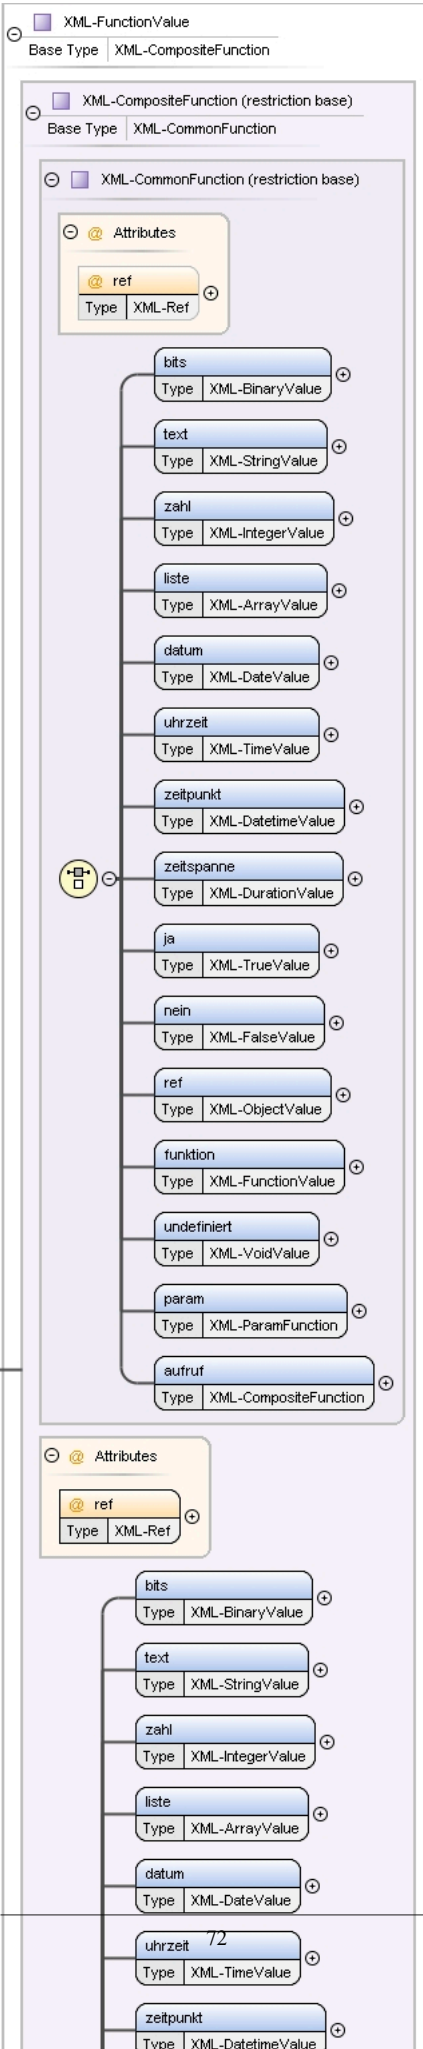 XML-FunctionValue
Base Type XML-CompositeFunction
XML-CompositeFunction (restriction base)
Base Type XML-CommonFunction
XML-CommonFunction (restriction base)
@ Attributes
@ ref
Type XML-Ref
bits
Type XML-BinaryValue
text
Type XML-StringValue
zahl
Type XML-IntegerValue
liste
Type XML-ArrayValue
datum
Type XML-DateValue
uhrzeit
Type XML-TimeValue
zeitpunkt
Type XML-DatetimeValue
zeitspanne
Type XML-DurationValue
ja
Type XML-TrueValue
nein
Type XML-FalseValue
ref
Type XML-ObjectValue
funktion
Type XML-FunctionValue
undefiniert
Type XML-VoidValue
param
Type XML-ParamFunction
aufruf
Type XML-CompositeFunction
@ Attributes
@ ref
Type XML-Ref
bits
Type XML-BinaryValue
text
Type XML-StringValue
zahl
Type XML-IntegerValue
liste
Type XML-ArrayValue
datum
Type XML-DateValue
72
uhrzeit
Type XML-TimeValue
zeitpunkt
Type XML-DatetimeValue